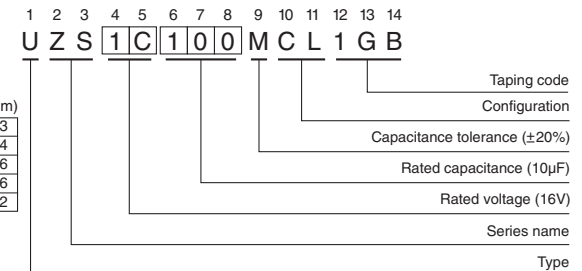 1 2 3 4 5 6 7 8 9 10 11 12 13 14
U Z S 1 C 1 0 0 M C L 1 G B
Taping code
m)
Configuration
3
Capacitance tolerance (±20%)
4
6
Rated capacitance (10µF)
6
2
Rated voltage (16V)
Series name
Type